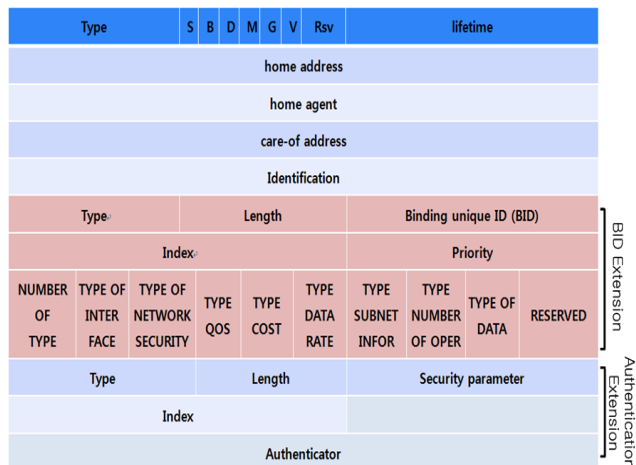 Type S B D M G V Rsv lifetime
home address
home agent
care-of address
Identification
Type Length Binding unique ID (BID)
Index Priority
NUMBER OF TYPE
TYPE OF INTER FACE
TYPE OF NETWORK SECURITY
TYPE QOS
TYPE COST
TYPE DATA RATE
TYPE SUBNET INFOR
TYPE NUMBER OF OPER
TYPE OF DATA
RESERVED
BID Extension
Type Length Security parameter
Index
Authenticator
Authentication
Extension